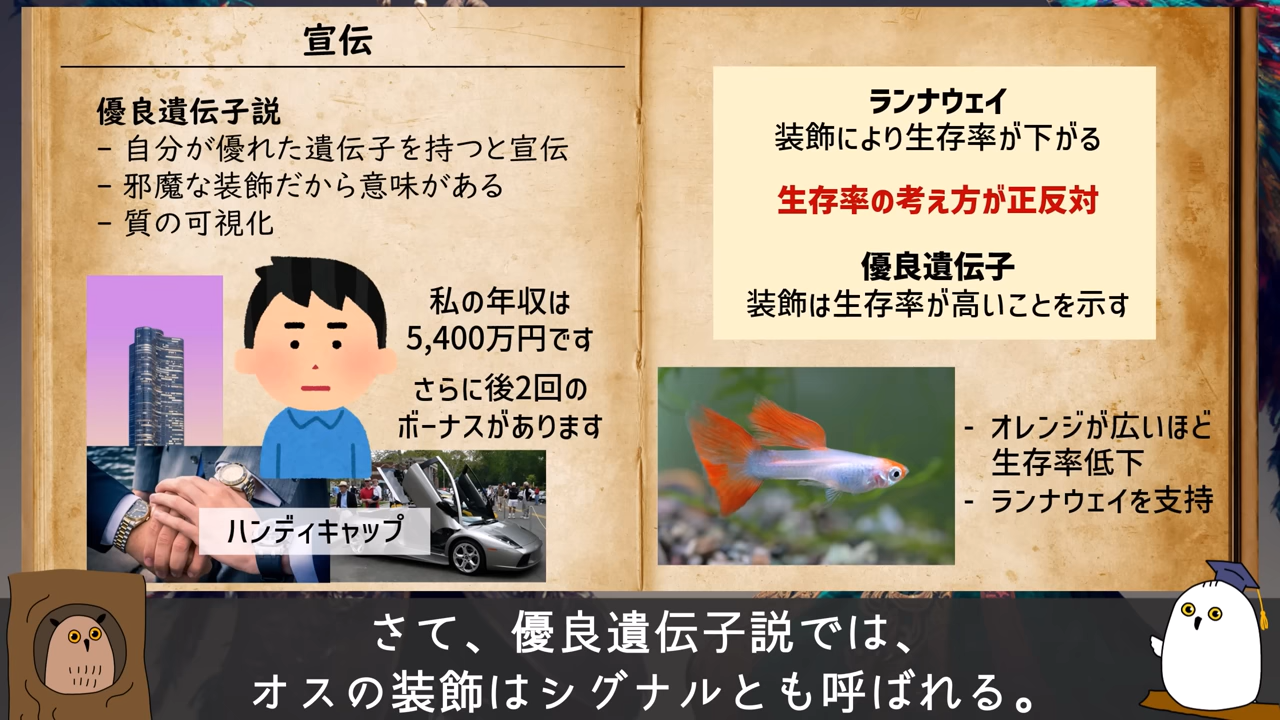 宣伝
優良遺伝子説
- 自分が優れた遺伝子を持つと宣伝
- 邪魔な装飾だから意味がある
- 質の可視化
私の年収は
5,400万円です
さらに後2回の
ボーナスがあります
ハンディキャップ
ランナウェイ
装飾により生存率が下がる
生存率の考え方が正反対
優良遺伝子
装飾は生存率が高いことを示す
- オレンジが広いほど
生存率低下
- ランナウェイを支持
さて、優良遺伝子説では、
オスの装飾はシグナルとも呼ばれる。